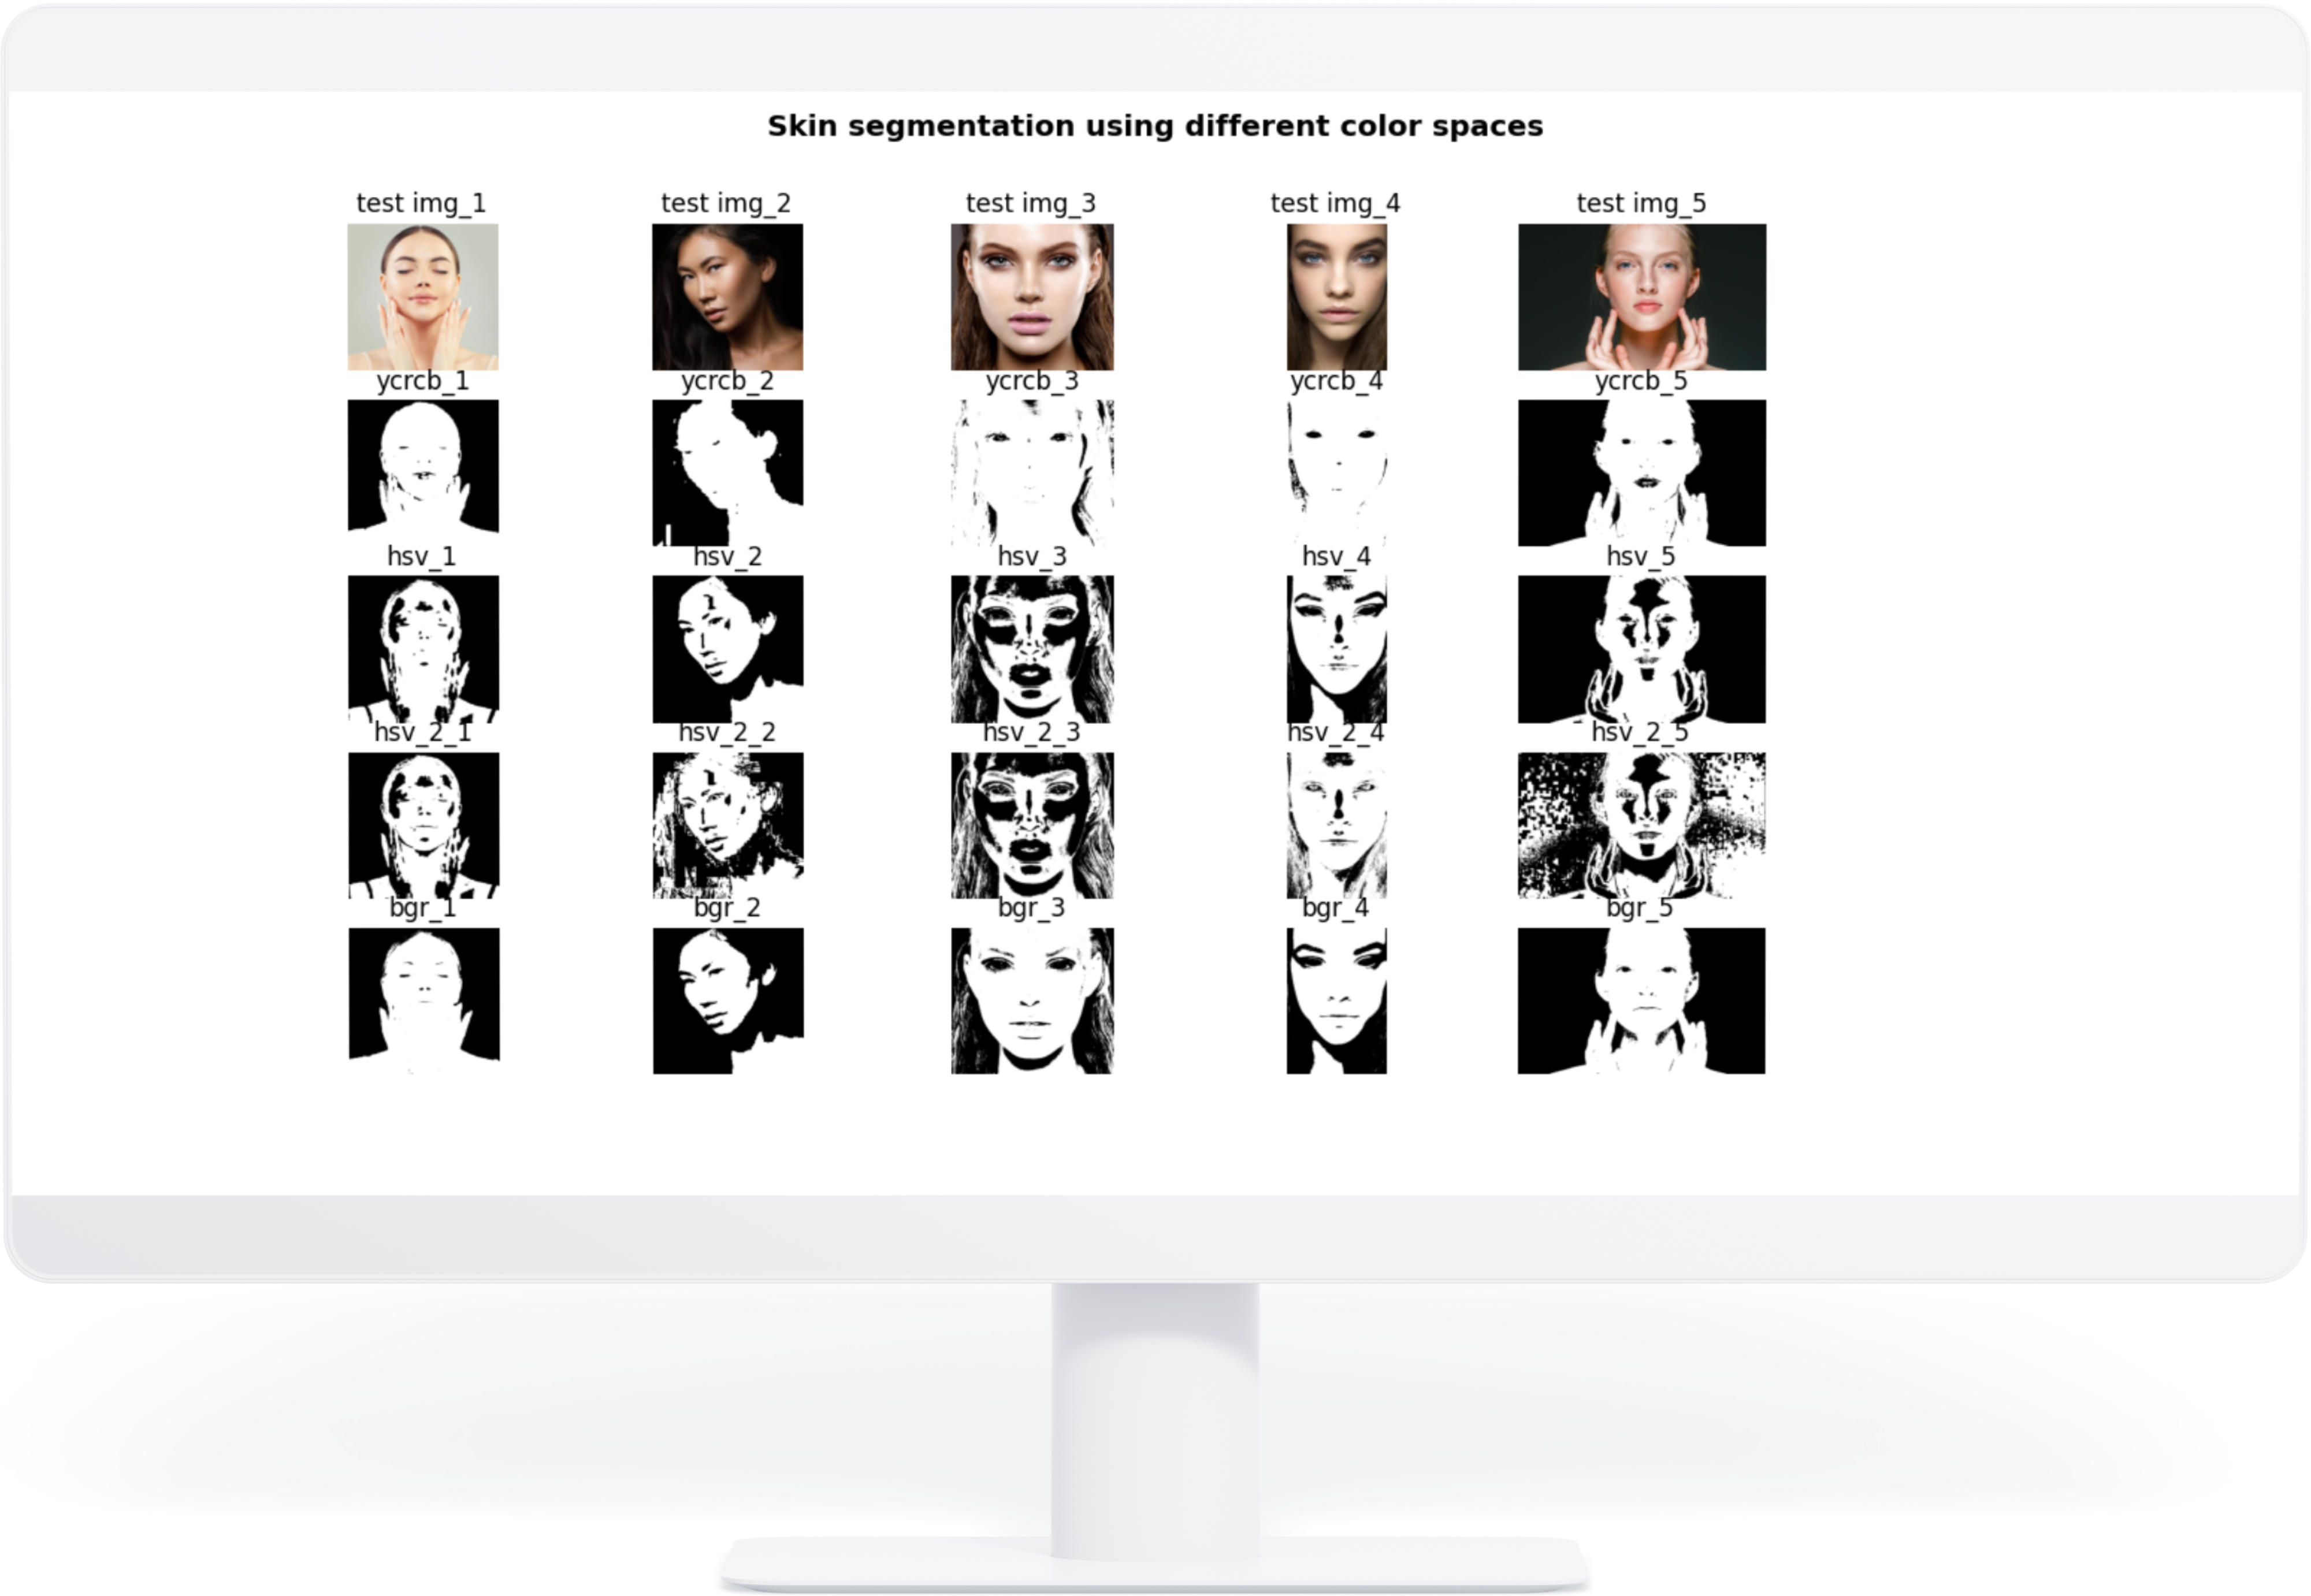 Skin segmentation using different color spaces
test img_1 test img_2 test img_3 test img_4 test img_5
ycrcb_1 ycrcb_2 ycrcb_3 ycrcb_4 ycrcb_5
hsv_1 hsv_2 hsv_3 hsv_4 hsv_5
hsv_2_1 hsv_2_2 hsv_2_3 hsv_2_4 hsv_2_5
bgr_1 bgr_2 bgr_3 bgr_4 bgr_5